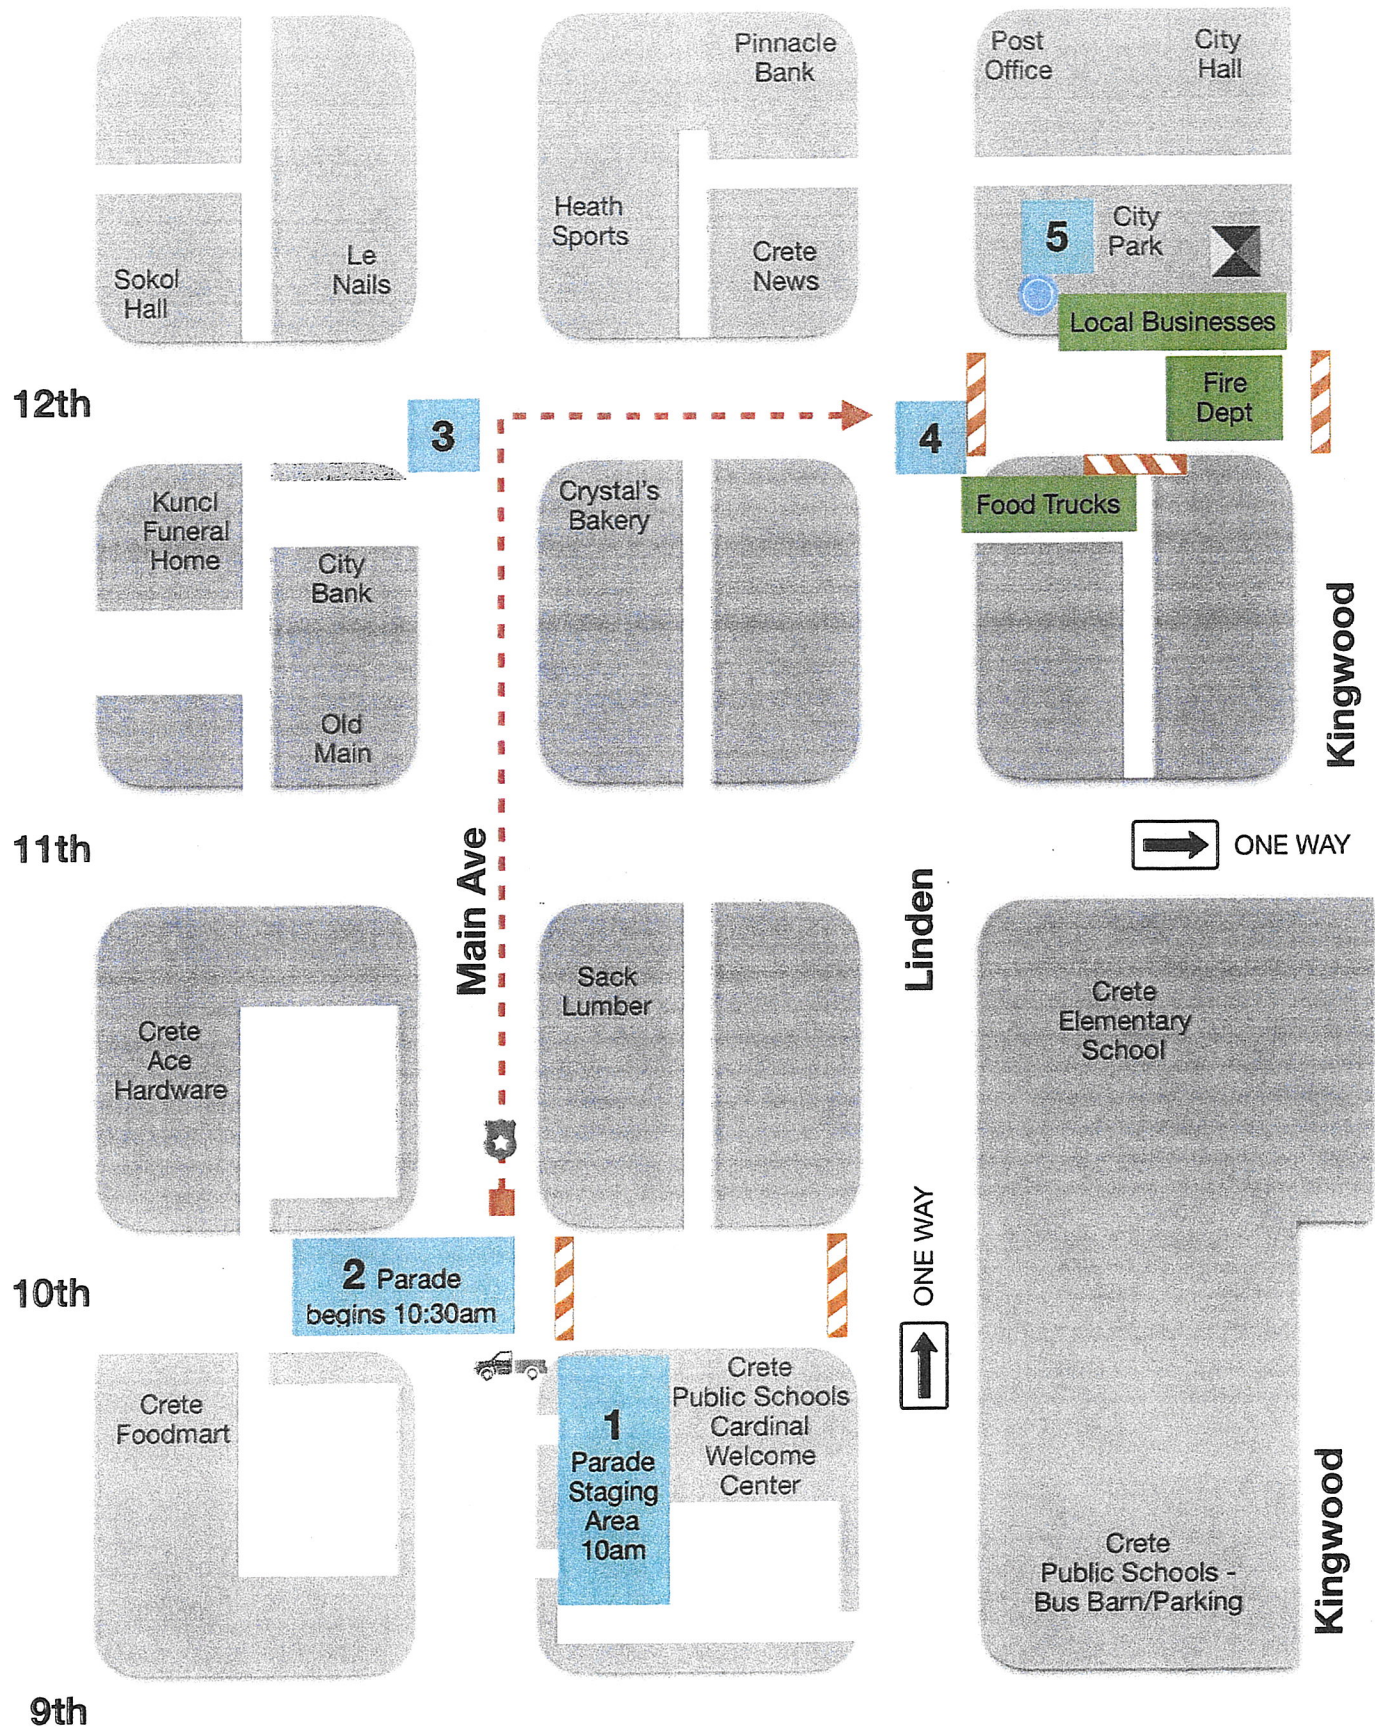 Pinnacle
Bank
Post
Office
City
Hall
Sokol
Hall
Le
Nails
Heath
Sports
Crete
News
5
City
Park
Local Businesses
Fire
Dept
12th
3
4
Kuncl
Funeral
Home
City
Bank
Old
Main
Crystal's
Bakery
Food Trucks
Kingwood
11th
Main Ave
Linden
ONE WAY
Crete
Ace
Hardware
Sack
Lumber
Crete
Elementary
School
10th
2 Parade
begins 10:30am
ONE WAY
Crete
Foodmart
1
Parade
Staging
Area
10am
Crete
Public Schools
Cardinal
Welcome
Center
Crete
Public Schools -
Bus Barn/Parking
Kingwood
9th